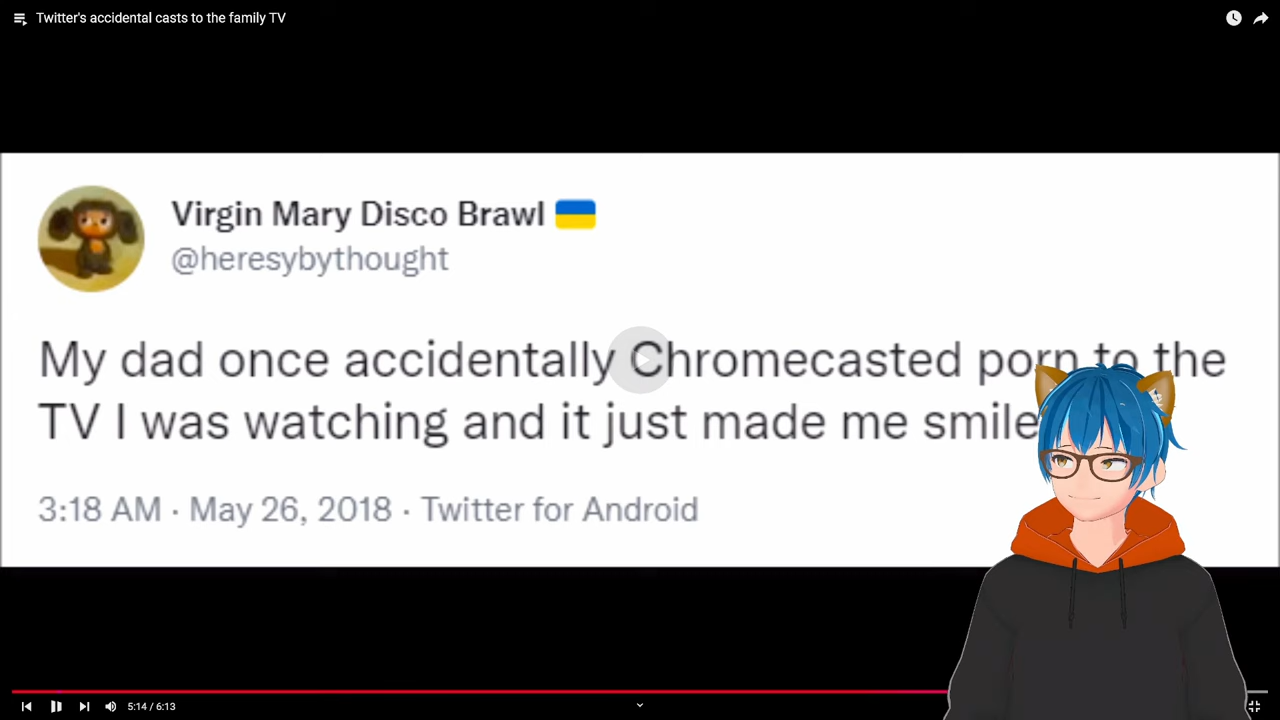 Twitter's accidental casts to the family TV
Virgin Mary Disco Brawl 🇺🇦
@heresybythought
My dad once accidentally Chromecasted porn to the
TV I was watching and it just made me smile
3:18 AM · May 26, 2018 · Twitter for Android
5:14 / 6:13